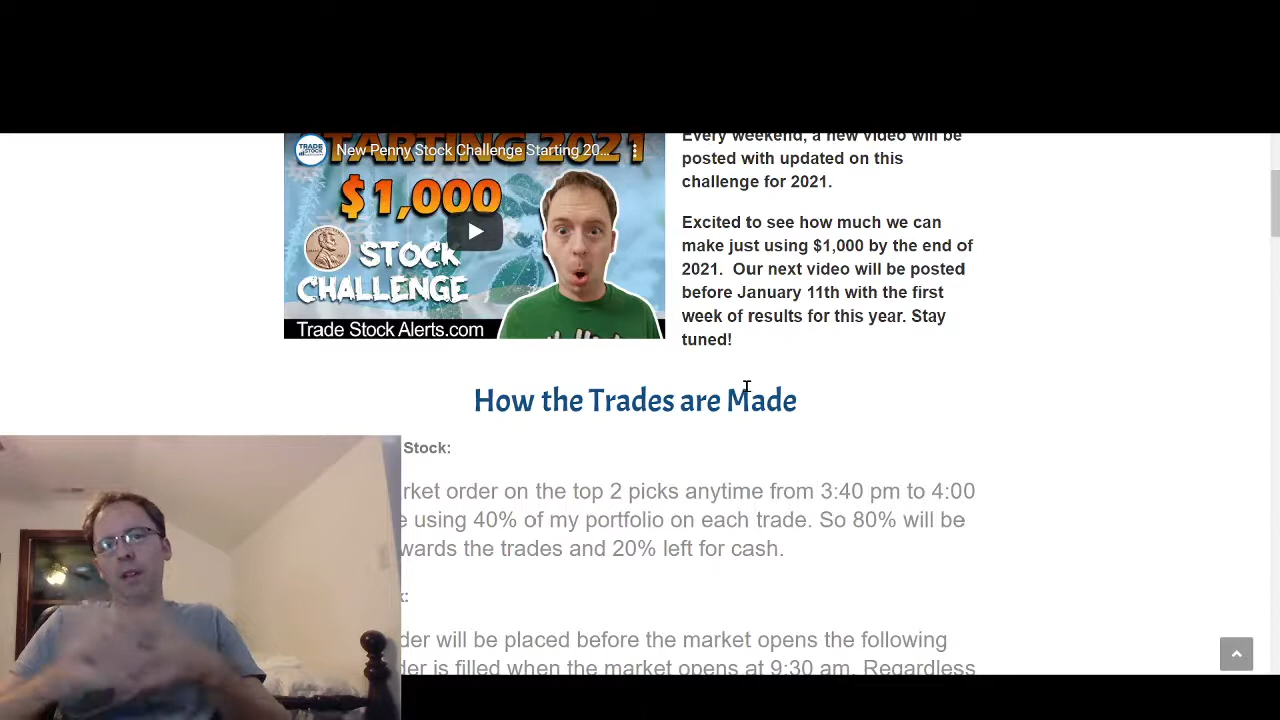 STARTING 2021
TRADE
STOCK
New Penny Stock Challenge Starting 20...
$1,000
STOCK
CHALLENGE
Trade Stock Alerts.com
Every weekend, a new video will be
posted with updated on this
challenge for 2021.
Excited to see how much we can
make just using $1,000 by the end of
2021. Our next video will be posted
before January 11th with the first
week of results for this year. Stay
tuned!
How the Trades are Made
Stock:
rket order on the top 2 picks anytime from 3:40 pm to 4:00
e using 40% of my portfolio on each trade. So 80% will be
wards the trades and 20% left for cash.
k:
der will be placed before the market opens the following
der is filled when the market opens at 9:30 am. Regardless